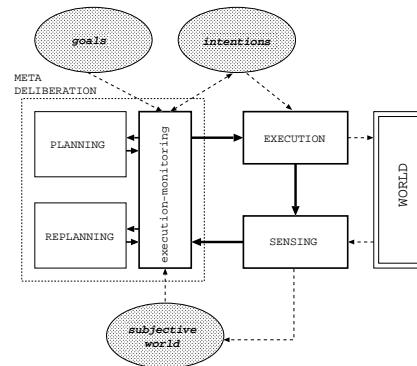 goals
intentions
META
DELIBERATION
PLANNING
execution-monitoring
EXECUTION
WORLD
REPLANNING
SENSING
subjective
world